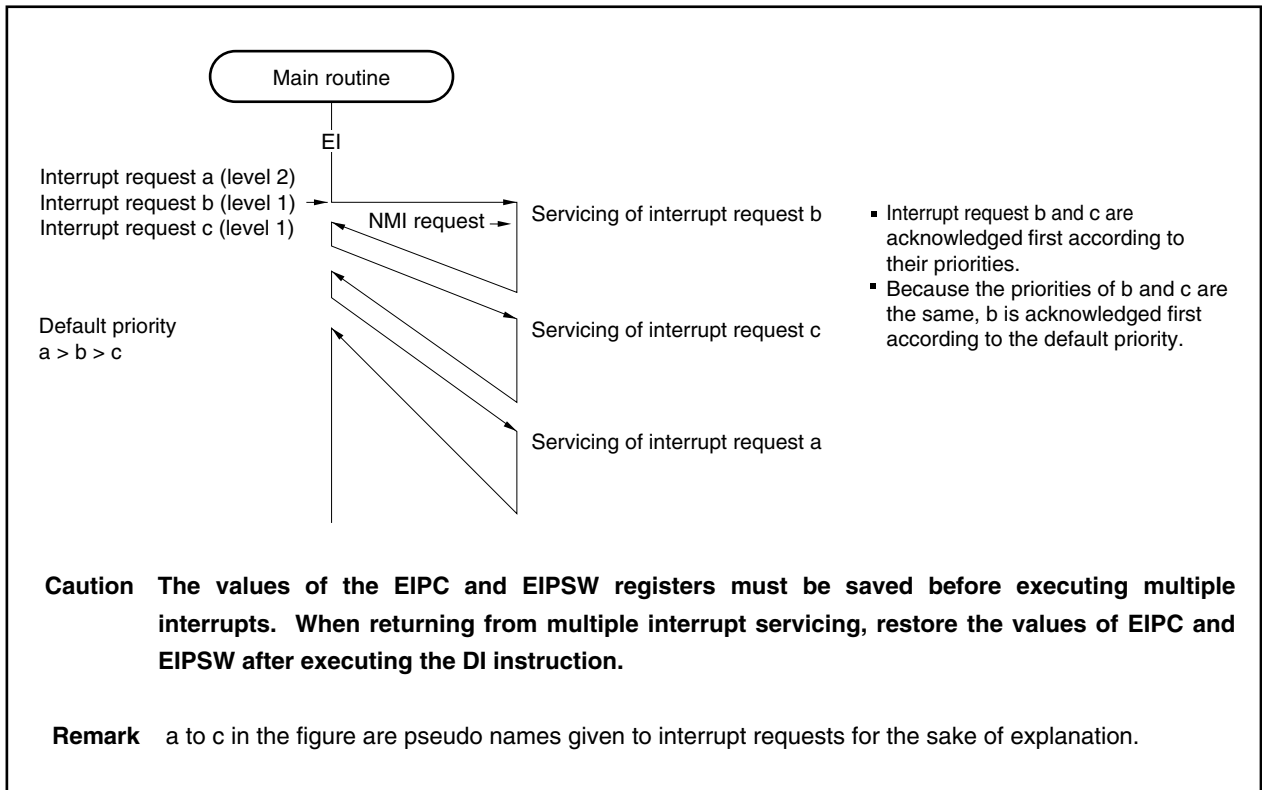 Main routine
EI
Interrupt request a (level 2)
Interrupt request b (level 1)
Interrupt request c (level 1)
NMI request
Servicing of interrupt request b
▪ Interrupt request b and c are
acknowledged first according to
their priorities.
▪ Because the priorities of b and c are
the same, b is acknowledged first
according to the default priority.
Default priority
a > b > c
Servicing of interrupt request c
Servicing of interrupt request a
Caution The values of the EIPC and EIPSW registers must be saved before executing multiple
interrupts. When returning from multiple interrupt servicing, restore the values of EIPC and
EIPSW after executing the DI instruction.
Remark a to c in the figure are pseudo names given to interrupt requests for the sake of explanation.